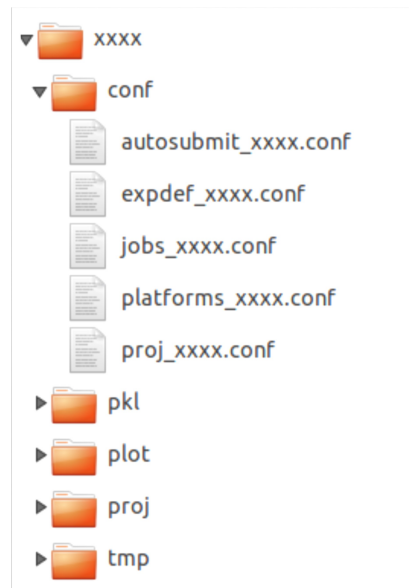 xxxx
conf
autosubmit_xxxx.conf
expdef_xxxx.conf
jobs_xxxx.conf
platforms_xxxx.conf
proj_xxxx.conf
pkl
plot
proj
tmp